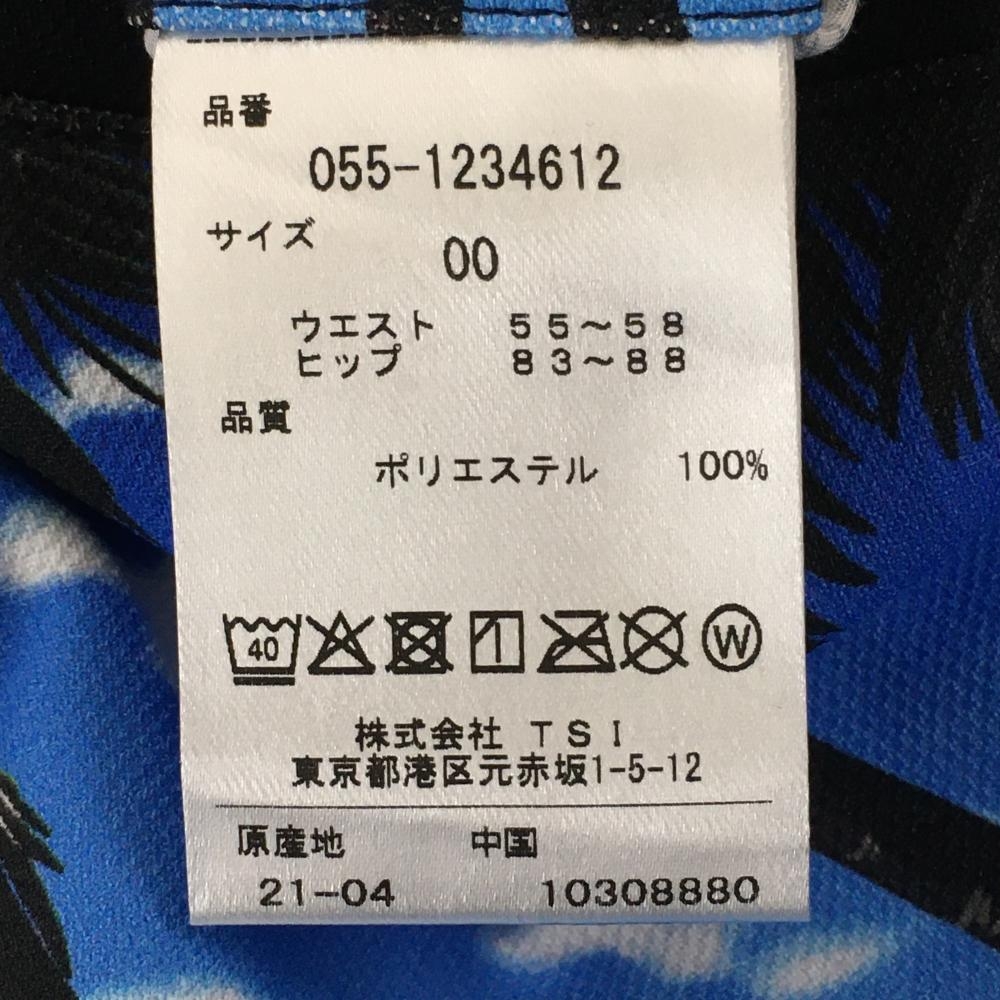 品番
055-1234612
サイズ
00
ウエスト 55〜58
ヒップ 83〜88
品質
ポリエステル 100%
40 W
株式会社 TSI
東京都港区元赤坂1-5-12
原産地 中国
21-04 10308880